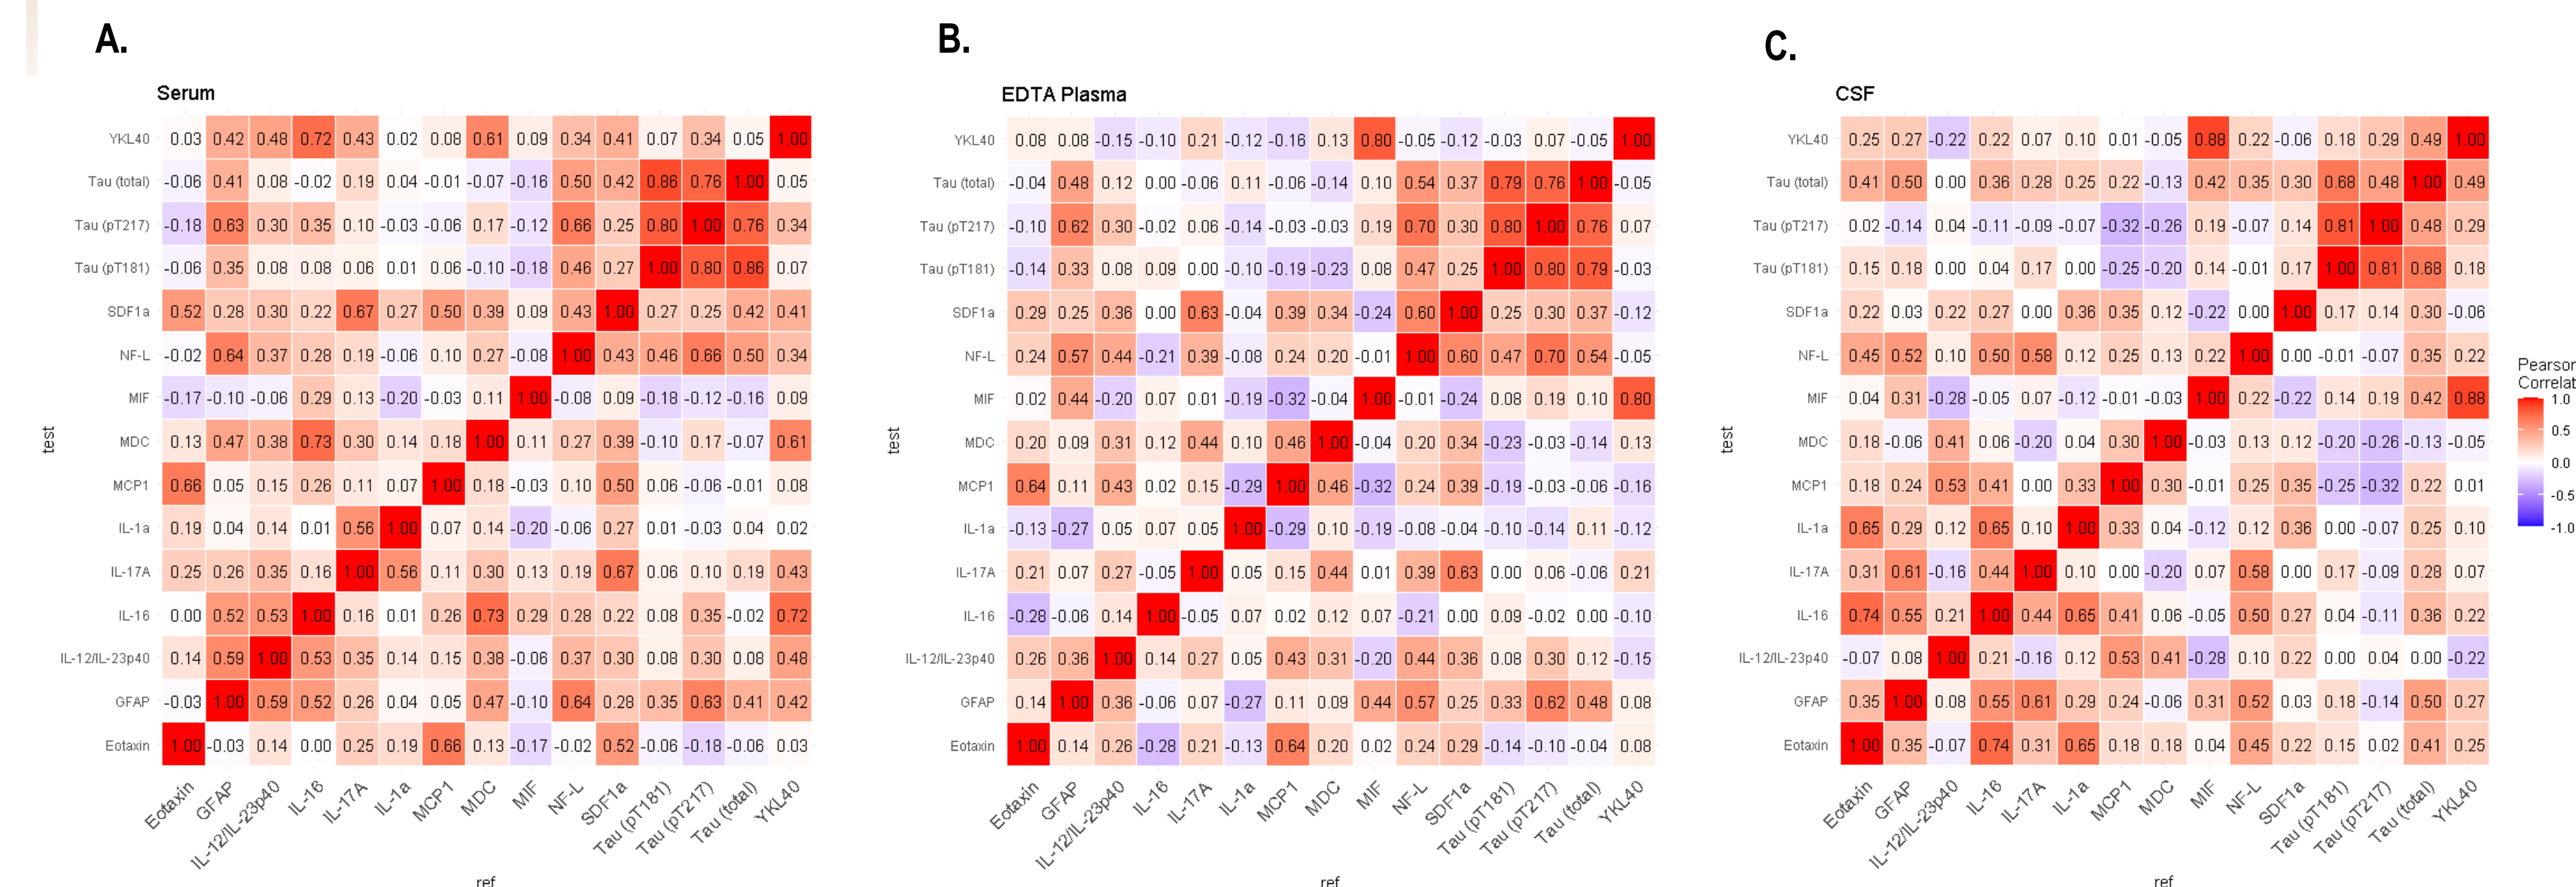 A.
Serum
YKL40 0.03 0.42 0.48 0.72 0.43 0.02 0.08 0.61 0.09 0.34 0.41 0.07 0.34 0.05 1.00
Tau (total) -0.06 0.41 0.08 -0.02 0.19 0.04 -0.01 -0.07 -0.16 0.50 0.42 0.86 0.76 1.00 0.05
Tau (pT217) -0.18 0.63 0.30 0.35 0.10 -0.03 -0.06 0.17 -0.12 0.66 0.25 0.80 1.00 0.76 0.34
Tau (pT181) -0.06 0.35 0.08 0.08 0.06 0.01 0.06 -0.10 -0.18 0.46 0.27 1.00 0.80 0.86 0.07
SDF1a 0.52 0.28 0.30 0.22 0.67 0.27 0.50 0.39 0.09 0.43 1.00 0.27 0.25 0.42 0.41
NF-L -0.02 0.64 0.37 0.28 0.19 -0.06 0.10 0.27 -0.08 1.00 0.43 0.46 0.66 0.50 0.34
MIF -0.17 -0.10 -0.06 0.29 0.13 -0.20 -0.03 0.11 1.00 -0.08 0.09 -0.18 -0.12 -0.16 0.09
MDC 0.13 0.47 0.38 0.73 0.30 0.14 0.18 1.00 0.11 0.27 0.39 -0.10 0.17 -0.07 0.61
MCP1 0.66 0.05 0.15 0.26 0.11 0.07 1.00 0.18 -0.03 0.10 0.50 0.06 -0.06 -0.01 0.08
IL-1a 0.19 0.04 0.14 0.01 0.56 1.00 0.07 0.14 -0.20 -0.06 0.27 0.01 -0.03 0.04 0.02
IL-17A 0.25 0.26 0.35 0.16 1.00 0.56 0.11 0.30 0.13 0.19 0.67 0.06 0.10 0.19 0.43
IL-16 0.00 0.52 0.53 1.00 0.16 0.01 0.26 0.73 0.29 0.28 0.22 0.08 0.35 -0.02 0.72
IL-12/IL-23p40 0.14 0.59 1.00 0.53 0.35 0.14 0.15 0.38 -0.06 0.37 0.30 0.08 0.30 0.08 0.48
GFAP -0.03 1.00 0.59 0.52 0.26 0.04 0.05 0.47 -0.10 0.64 0.28 0.35 0.63 0.41 0.42
Eotaxin 1.00 -0.03 0.14 0.00 0.25 0.19 0.66 0.13 -0.17 -0.02 0.52 -0.06 -0.18 -0.06 0.03
Eotaxin GFAP IL-12/IL-23p40 IL-16 IL-17A IL-1a MCP1 MDC MIF NF-L SDF1a Tau (pT181) Tau (pT217) Tau (total) YKL40
test
ref
B.
EDTA Plasma
YKL40 0.08 0.08 -0.15 -0.10 0.21 -0.12 -0.16 0.13 0.80 -0.05 -0.12 -0.03 0.07 -0.05 1.00
Tau (total) -0.04 0.48 0.12 0.00 -0.06 0.11 -0.06 -0.14 0.10 0.54 0.37 0.79 0.76 1.00 -0.05
Tau (pT217) -0.10 0.62 0.30 -0.02 0.06 -0.14 -0.03 -0.03 0.19 0.70 0.30 0.80 1.00 0.76 0.07
Tau (pT181) -0.14 0.33 0.08 0.09 0.00 -0.10 -0.19 -0.23 0.08 0.47 0.25 1.00 0.80 0.79 -0.03
SDF1a 0.29 0.25 0.36 0.00 0.63 -0.04 0.39 0.34 -0.24 0.60 1.00 0.25 0.30 0.37 -0.12
NF-L 0.24 0.57 0.44 -0.21 0.39 -0.08 0.24 0.20 -0.01 1.00 0.60 0.47 0.70 0.54 -0.05
MIF 0.02 0.44 -0.20 0.07 0.01 -0.19 -0.32 -0.04 1.00 -0.01 -0.24 0.08 0.19 0.10 0.80
MDC 0.20 0.09 0.31 0.12 0.44 0.10 0.46 1.00 -0.04 0.20 0.34 -0.23 -0.03 -0.14 0.13
MCP1 0.64 0.11 0.43 0.02 0.15 -0.29 1.00 0.46 -0.32 0.24 0.39 -0.19 -0.03 -0.06 -0.16
IL-1a -0.13 -0.27 0.05 0.07 0.05 1.00 -0.29 0.10 -0.19 -0.08 -0.04 -0.10 -0.14 0.11 -0.12
IL-17A 0.21 0.07 0.27 -0.05 1.00 0.05 0.15 0.44 0.01 0.39 0.63 0.00 0.06 -0.06 0.21
IL-16 -0.28 -0.06 0.14 1.00 -0.05 0.07 0.02 0.12 0.07 -0.21 0.00 0.09 -0.02 0.00 -0.10
IL-12/IL-23p40 0.26 0.36 1.00 0.14 0.27 0.05 0.43 0.31 -0.20 0.44 0.36 0.08 0.30 0.12 -0.15
GFAP 0.14 1.00 0.36 -0.06 0.07 -0.27 0.11 0.09 0.44 0.57 0.25 0.33 0.62 0.48 0.08
Eotaxin 1.00 0.14 0.26 -0.28 0.21 -0.13 0.64 0.20 0.02 0.24 0.29 -0.14 -0.10 -0.04 0.08
Eotaxin GFAP IL-12/IL-23p40 IL-16 IL-17A IL-1a MCP1 MDC MIF NF-L SDF1a Tau (pT181) Tau (pT217) Tau (total) YKL40
test
ref
C.
CSF
YKL40 0.25 0.27 -0.22 0.22 0.07 0.10 0.01 -0.05 0.88 0.22 -0.06 0.18 0.29 0.49 1.00
Tau (total) 0.41 0.50 0.00 0.36 0.28 0.25 0.22 -0.13 0.42 0.35 0.30 0.68 0.48 1.00 0.49
Tau (pT217) 0.02 -0.14 0.04 -0.11 -0.09 -0.07 -0.32 -0.26 0.19 -0.07 0.14 0.81 1.00 0.48 0.29
Tau (pT181) 0.15 0.18 0.00 0.04 0.17 0.00 -0.25 -0.20 0.14 -0.01 0.17 1.00 0.81 0.68 0.18
SDF1a 0.22 0.03 0.22 0.27 0.00 0.36 0.35 0.12 -0.22 0.00 1.00 0.17 0.14 0.30 -0.06
NF-L 0.45 0.52 0.10 0.50 0.58 0.12 0.25 0.13 0.22 1.00 0.00 -0.01 -0.07 0.35 0.22
MIF 0.04 0.31 -0.28 -0.05 0.07 -0.12 -0.01 -0.03 1.00 0.22 -0.22 0.14 0.19 0.42 0.88
MDC 0.18 -0.06 0.41 0.06 -0.20 0.04 0.30 1.00 -0.03 0.13 0.12 -0.20 -0.26 -0.13 -0.05
MCP1 0.18 0.24 0.53 0.41 0.00 0.33 1.00 0.30 -0.01 0.25 0.35 -0.25 -0.32 0.22 0.01
IL-1a 0.65 0.29 0.12 0.65 0.10 1.00 0.33 0.04 -0.12 0.12 0.36 0.00 -0.07 0.25 0.10
IL-17A 0.31 0.61 -0.16 0.44 1.00 0.10 0.00 -0.20 0.07 0.58 0.00 0.17 -0.09 0.28 0.07
IL-16 0.74 0.55 0.21 1.00 0.44 0.65 0.41 0.06 -0.05 0.50 0.27 0.04 -0.11 0.36 0.22
IL-12/IL-23p40 -0.07 0.08 1.00 0.21 -0.16 0.12 0.53 0.41 -0.28 0.10 0.22 0.00 0.04 0.00 -0.22
GFAP 0.35 1.00 0.08 0.55 0.61 0.29 0.24 -0.06 0.31 0.52 0.03 0.18 -0.14 0.50 0.27
Eotaxin 1.00 0.35 -0.07 0.74 0.31 0.65 0.18 0.18 0.04 0.45 0.22 0.15 0.02 0.41 0.25
Eotaxin GFAP IL-12/IL-23p40 IL-16 IL-17A IL-1a MCP1 MDC MIF NF-L SDF1a Tau (pT181) Tau (pT217) Tau (total) YKL40
test
ref
Pearson
Correlat
1.0
0.5
0.0
-0.5
-1.0